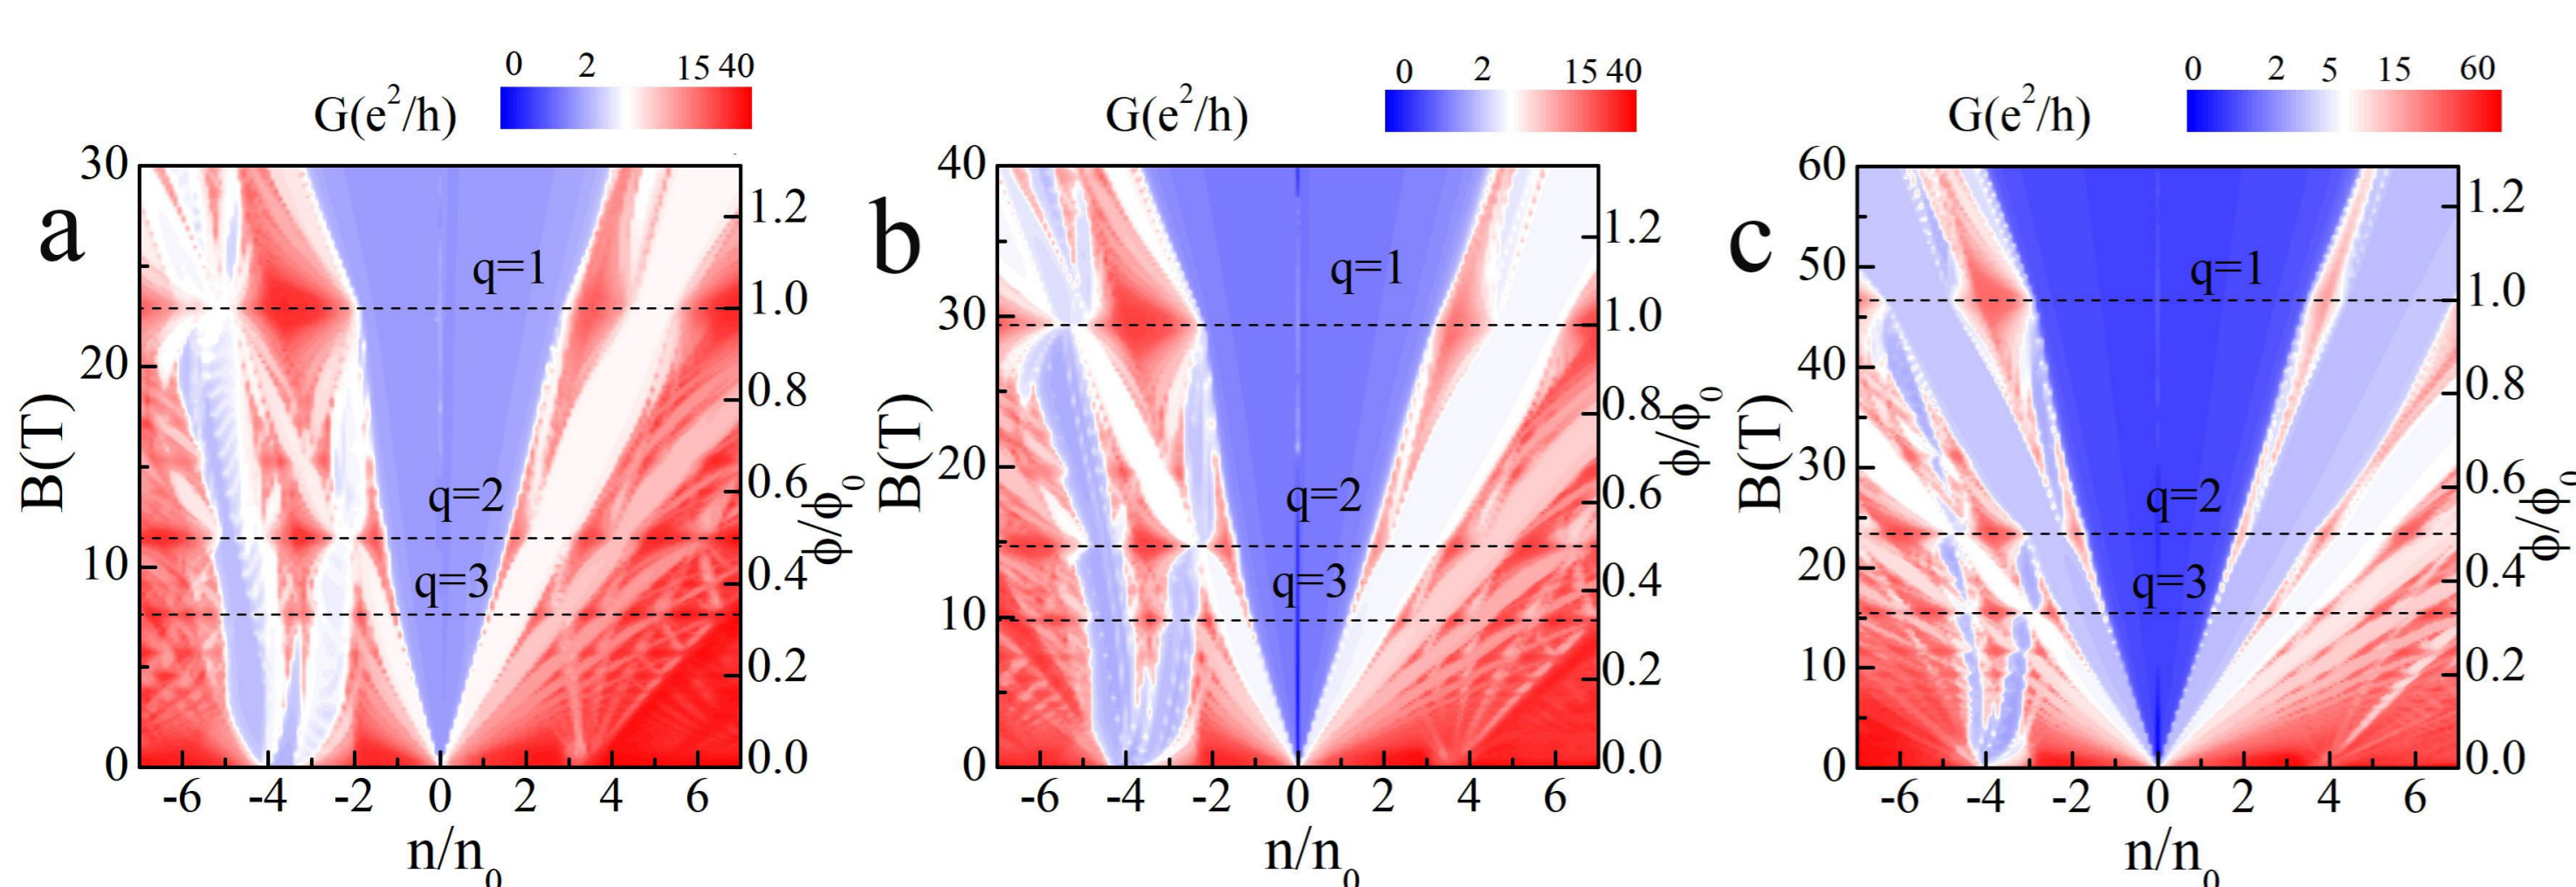 a
G(e²/h)
0 2 15 40
B(T)
30
20
10
0
q=1
q=2
q=3
1.2
1.0
0.8
0.6
0.4
0.2
0.0
ϕ/ϕ₀
-6 -4 -2 0 2 4 6
n/n₀
b
G(e²/h)
0 2 15 40
B(T)
40
30
20
10
0
q=1
q=2
q=3
1.2
1.0
0.8
0.6
0.4
0.2
0.0
ϕ/ϕ₀
-6 -4 -2 0 2 4 6
n/n₀
c
G(e²/h)
0 2 5 15 60
B(T)
60
50
40
30
20
10
0
q=1
q=2
q=3
1.2
1.0
0.8
0.6
0.4
0.2
0.0
ϕ/ϕ₀
-6 -4 -2 0 2 4 6
n/n₀